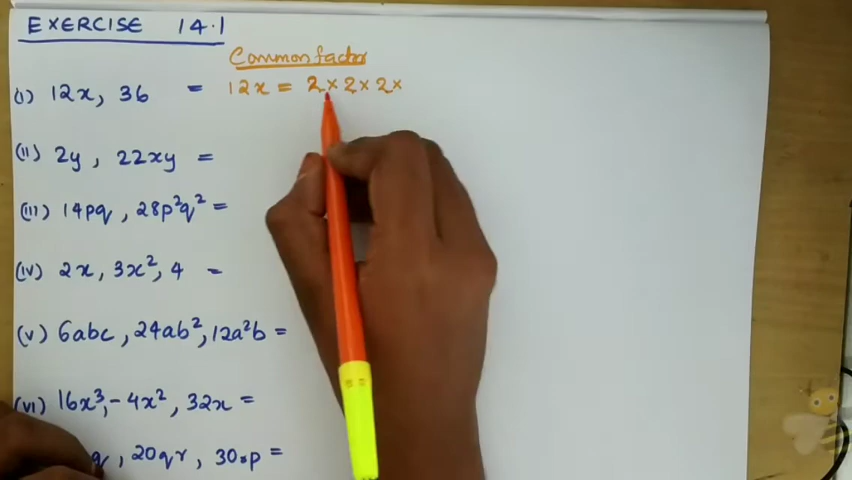 EXERCISE 14.1
Common factor
(i) 12x, 36 = 12x = 2 × 2 × 2 ×
(ii) 2y, 22xy =
(iii) 14pq, 28p²q² =
(iv) 2x, 3x², 4 =
(v) 6abc, 24ab², 12a²b =
(vi) 16x³, -4x², 32x =
q, 20qr, 30rp =